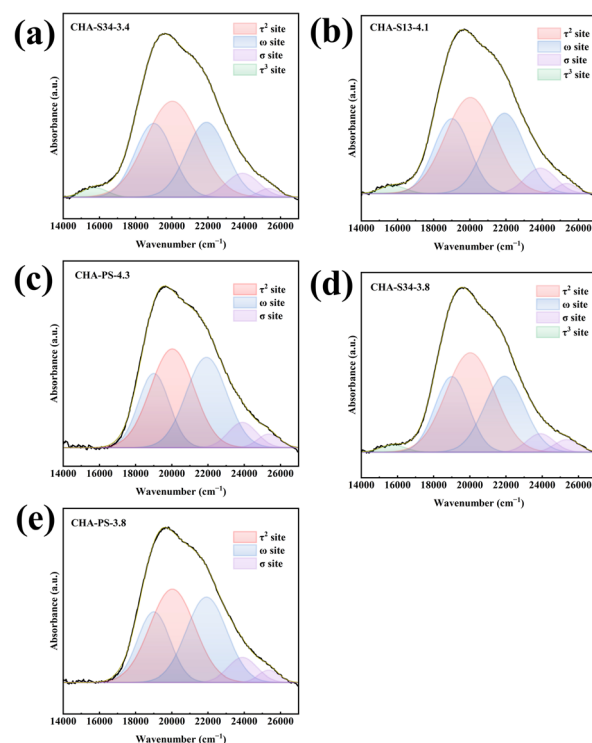 (a)
CHA-S34-3.4
τ² site
ω site
σ site
τ³ site
Absorbance (a.u.)
14000 16000 18000 20000 22000 24000 26000
Wavenumber (cm⁻¹)
(b)
CHA-S13-4.1
τ² site
ω site
σ site
τ³ site
Absorbance (a.u.)
14000 16000 18000 20000 22000 24000 26000
Wavenumber (cm⁻¹)
(c)
CHA-PS-4.3
τ² site
ω site
σ site
Absorbance (a.u.)
14000 16000 18000 20000 22000 24000 26000
Wavenumber (cm⁻¹)
(d)
CHA-S34-3.8
τ² site
ω site
σ site
τ³ site
Absorbance (a.u.)
14000 16000 18000 20000 22000 24000 26000
Wavenumber (cm⁻¹)
(e)
CHA-PS-3.8
τ² site
ω site
σ site
Absorbance (a.u.)
14000 16000 18000 20000 22000 24000 26000
Wavenumber (cm⁻¹)